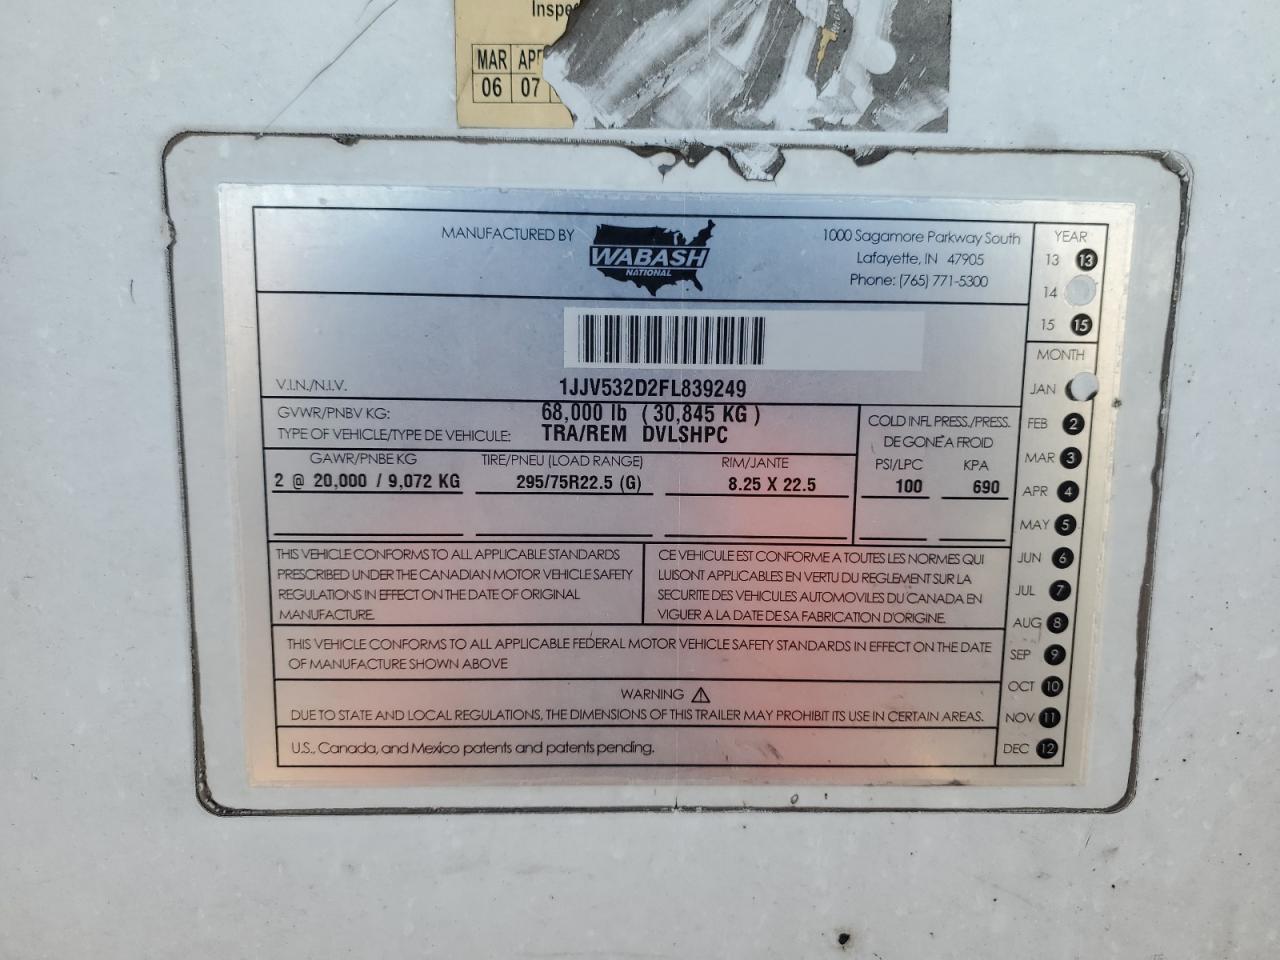 Inspe
MAR APR
06 07
MANUFACTURED BY
WABASH
NATIONAL
1000 Sagamore Parkway South
Lafayette, IN 47905
Phone: (765) 771-5300
YEAR
13 13
14
15 15
V.I.N./N.I.V. 1JJV532D2FL839249
GVWR/PNBV KG: 68,000 lb ( 30,845 KG )
TYPE OF VEHICLE/TYPE DE VEHICULE: TRA/REM DVLSHPC
COLD INFL PRESS./PRESS.
DE GONE'A FROID
GAWR/PNBE KG TIRE/PNEU (LOAD RANGE) RIM/JANTE PSI/LPC KPA
2 @ 20,000 / 9,072 KG 295/75R22.5 (G) 8.25 X 22.5 100 690
MONTH
JAN
FEB 2
MAR 3
APR 4
MAY 5
JUN 6
JUL 7
AUG 8
SEP 9
OCT 10
NOV 11
DEC 12
THIS VEHICLE CONFORMS TO ALL APPLICABLE STANDARDS
PRESCRIBED UNDER THE CANADIAN MOTOR VEHICLE SAFETY
REGULATIONS IN EFFECT ON THE DATE OF ORIGINAL
MANUFACTURE.
CE VEHICULE EST CONFORME A TOUTES LES NORMES QUI
LUISONT APPLICABLES EN VERTU DU REGLEMENT SUR LA
SECURITE DES VEHICULES AUTOMOVILES DU CANADA EN
VIGUER A LA DATE DE SA FABRICATION D'ORIGINE.
THIS VEHICLE CONFORMS TO ALL APPLICABLE FEDERAL MOTOR VEHICLE SAFETY STANDARDS IN EFFECT ON THE DATE
OF MANUFACTURE SHOWN ABOVE
WARNING
DUE TO STATE AND LOCAL REGULATIONS, THE DIMENSIONS OF THIS TRAILER MAY PROHIBIT ITS USE IN CERTAIN AREAS.
U.S., Canada, and Mexico patents and patents pending.